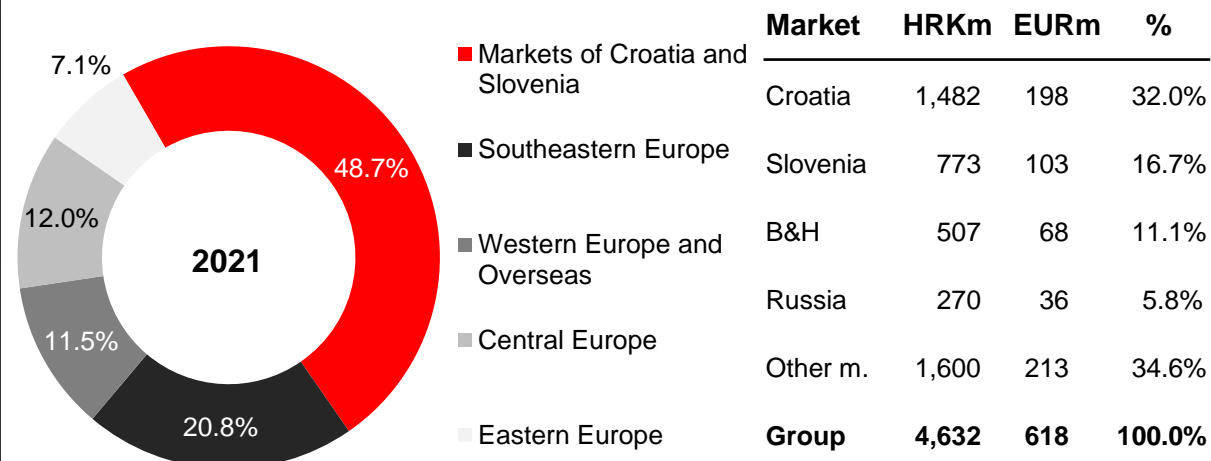 7.1%
48.7%
12.0%
2021
11.5%
20.8%
Markets of Croatia and
Slovenia
Southeastern Europe
Western Europe and
Overseas
Central Europe
Eastern Europe
Market HRKm EURm %
Croatia 1,482 198 32.0%
Slovenia 773 103 16.7%
B&H 507 68 11.1%
Russia 270 36 5.8%
Other m. 1,600 213 34.6%
Group 4,632 618 100.0%